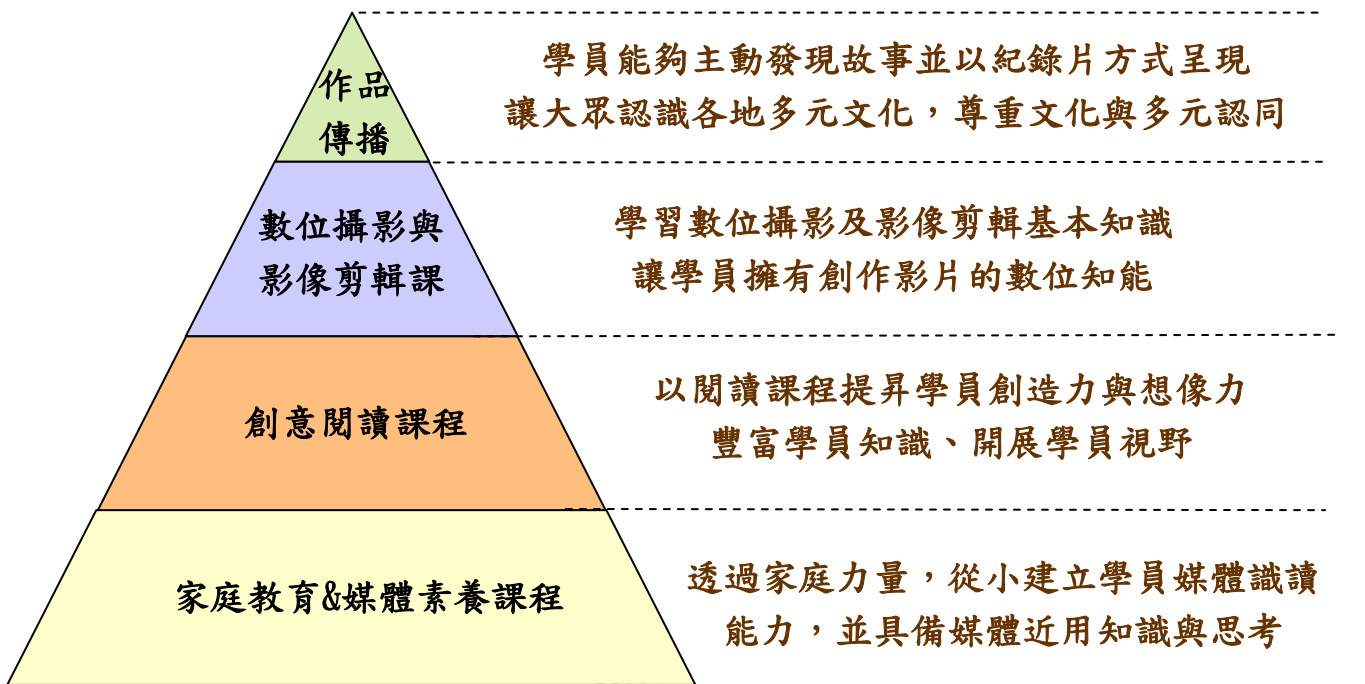 作品
傳播
學員能夠主動發現故事並以紀錄片方式呈現
讓大眾認識各地多元文化，尊重文化與多元認同
數位攝影與
影像剪輯課
學習數位攝影及影像剪輯基本知識
讓學員擁有創作影片的數位知能
創意閱讀課程
以閱讀課程提昇學員創造力與想像力
豐富學員知識、開展學員視野
家庭教育&媒體素養課程
透過家庭力量，從小建立學員媒體識讀
能力，並具備媒體近用知識與思考